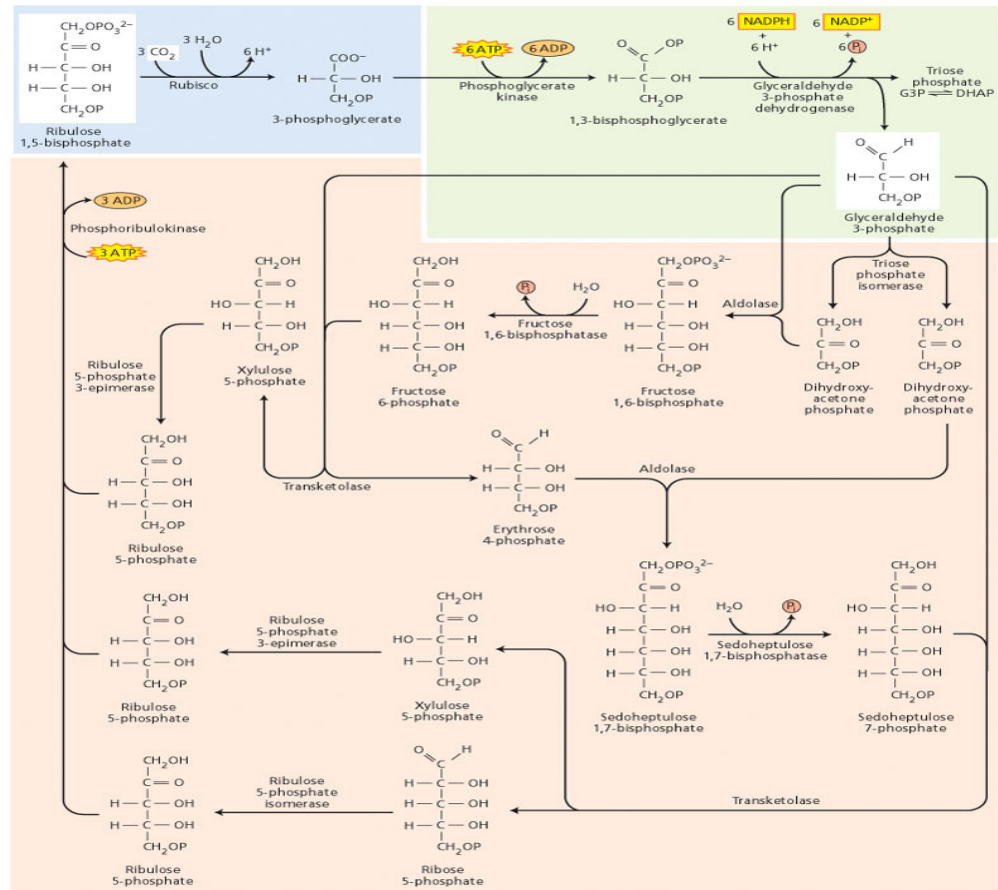 CH2OPO3 2−
C=O
H—C—OH
H—C—OH
CH2OP
Ribulose
1,5-bisphosphate
3 CO2
3 H2O
6 H+
Rubisco
COO−
H—C—OH
CH2OP
3-phosphoglycerate
6 ATP
6 ADP
Phosphoglycerate
kinase
O
OP
C
H—C—OH
CH2OP
1,3-bisphosphoglycerate
6 NADPH
+
6 H+
6 NADP+
+
6 Pi
Glyceraldehyde
3-phosphate
dehydrogenase
Triose
phosphate
G3P ⇌ DHAP
O
H
C
H—C—OH
CH2OP
Glyceraldehyde
3-phosphate
3 ADP
Phosphoribulokinase
3 ATP
Triose
phosphate
isomerase
CH2OH
C=O
HO—C—H
H—C—OH
CH2OP
Xylulose
5-phosphate
CH2OH
C=O
HO—C—H
H—C—OH
H—C—OH
CH2OP
Fructose
6-phosphate
Pi
H2O
Fructose
1,6-bisphosphatase
CH2OPO3 2−
C=O
HO—C—H
H—C—OH
H—C—OH
CH2OP
Fructose
1,6-bisphosphate
Aldolase
CH2OH
C=O
CH2OP
Dihydroxy-
acetone
phosphate
CH2OH
C=O
CH2OP
Dihydroxy-
acetone
phosphate
Ribulose
5-phosphate
3-epimerase
CH2OH
C=O
H—C—OH
H—C—OH
CH2OP
Ribulose
5-phosphate
Transketolase
O
H
C
H—C—OH
H—C—OH
CH2OP
Erythrose
4-phosphate
Aldolase
CH2OH
C=O
H—C—OH
H—C—OH
CH2OP
Ribulose
5-phosphate
Ribulose
5-phosphate
3-epimerase
CH2OH
C=O
HO—C—H
H—C—OH
CH2OP
Xylulose
5-phosphate
CH2OPO3 2−
C=O
HO—C—H
H—C—OH
H—C—OH
H—C—OH
CH2OP
Sedoheptulose
1,7-bisphosphate
H2O
Pi
Sedoheptulose
1,7-bisphosphatase
CH2OH
C=O
HO—C—H
H—C—OH
H—C—OH
H—C—OH
CH2OP
Sedoheptulose
7-phosphate
CH2OH
C=O
H—C—OH
H—C—OH
CH2OP
Ribulose
5-phosphate
Ribulose
5-phosphate
isomerase
O
H
C
H—C—OH
H—C—OH
H—C—OH
CH2OP
Ribose
5-phosphate
Transketolase